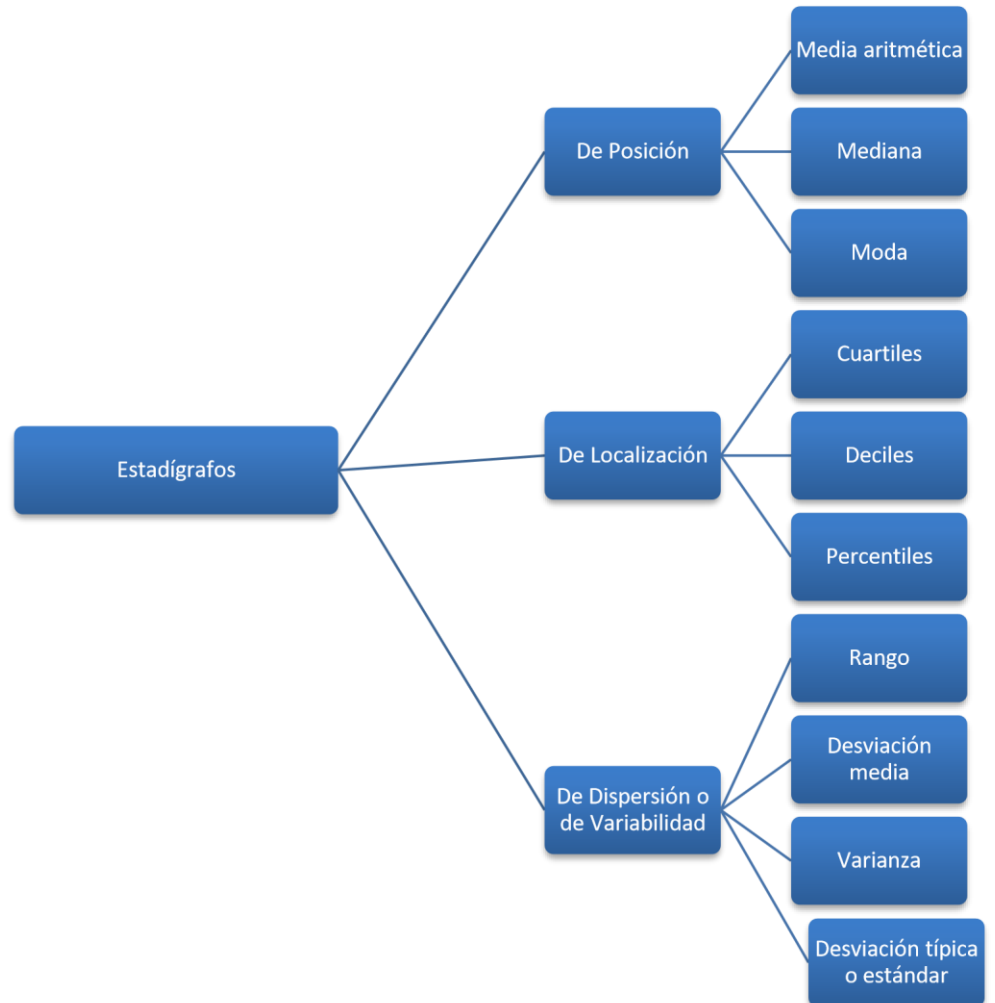 Estadígrafos
De Posición
Media aritmética
Mediana
Moda
De Localización
Cuartiles
Deciles
Percentiles
De Dispersión o
de Variabilidad
Rango
Desviación
media
Varianza
Desviación típica
o estándar